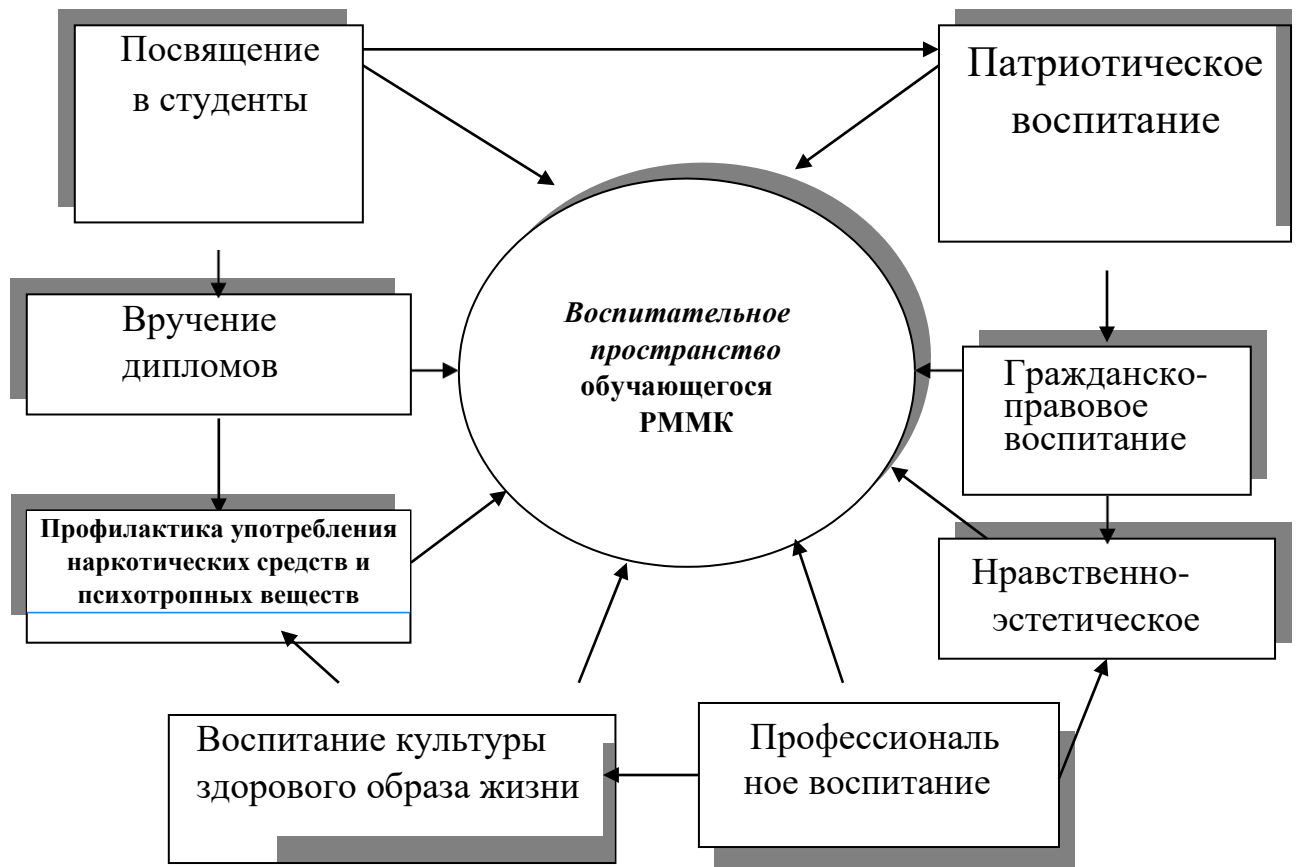 Посвящение
в студенты
Патриотическое
воспитание
Вручение
дипломов
Воспитательное
пространство
обучающегося
РММК
Гражданско-
правовое
воспитание
Профилактика употребления
наркотических средств и
психотропных веществ
Нравственно-
эстетическое
Воспитание культуры
здорового образа жизни
Профессиональ
ное воспитание